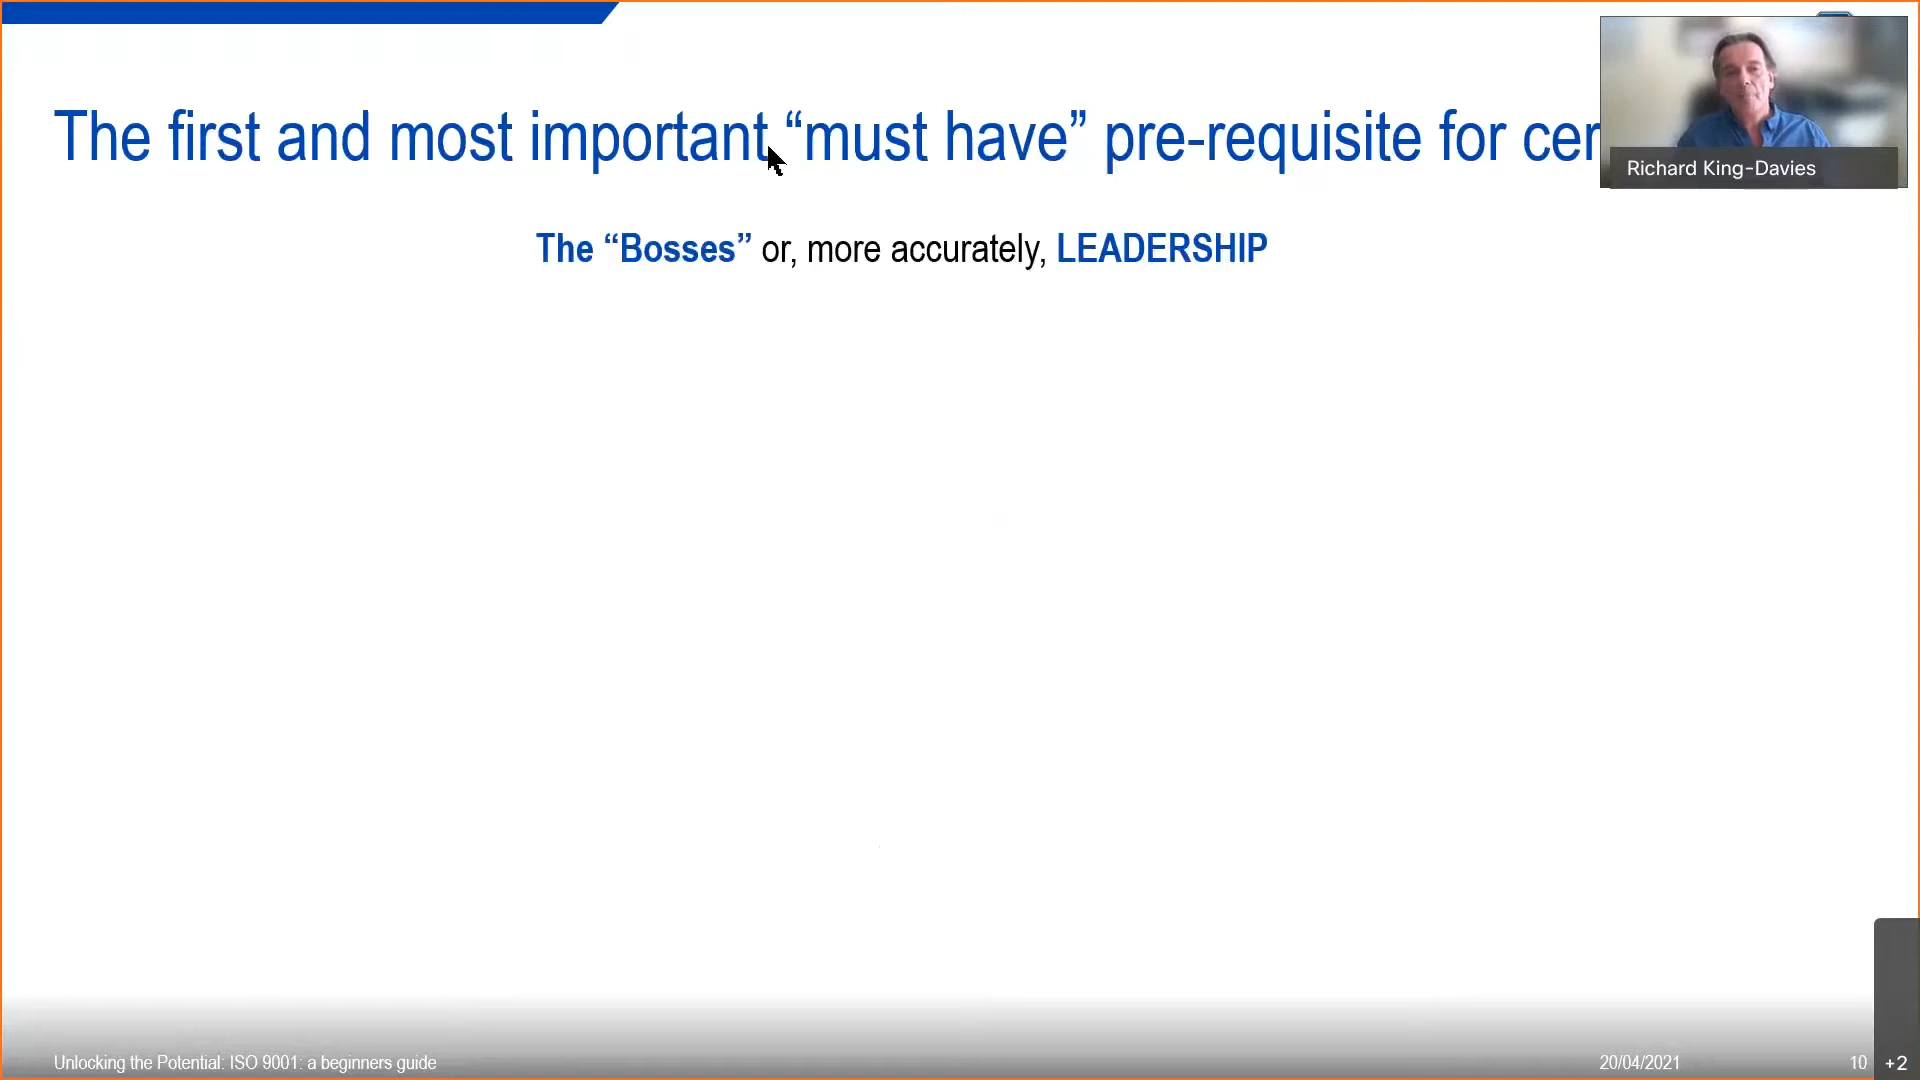 The first and most important “must have” pre-requisite for cer
Richard King-Davies
The “Bosses” or, more accurately, LEADERSHIP
Unlocking the Potential: ISO 9001: a beginners guide
20/04/2021
10
+2